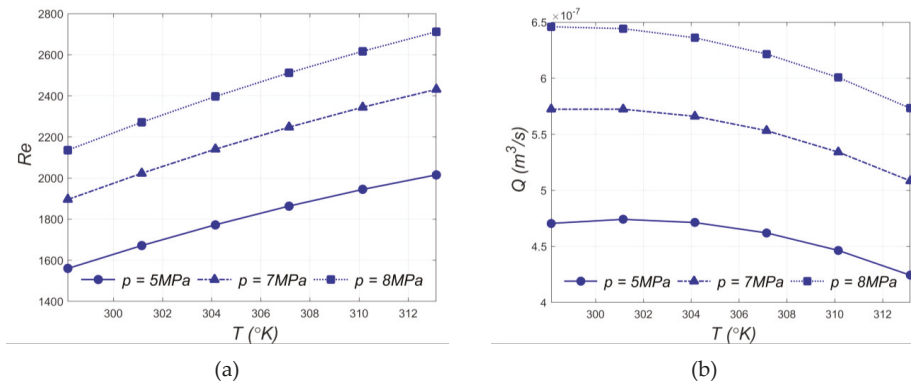 2800
2600
2400
2200
2000
1800
1600
1400
Re
p = 5MPa p = 7MPa p = 8MPa
300 302 304 306 308 310 312
T (°K)
(a)
6.5 ×10⁻⁷
6
5.5
5
4.5
4
Q (m³/s)
p = 5MPa p = 7MPa p = 8MPa
300 302 304 306 308 310 312
T (°K)
(b)